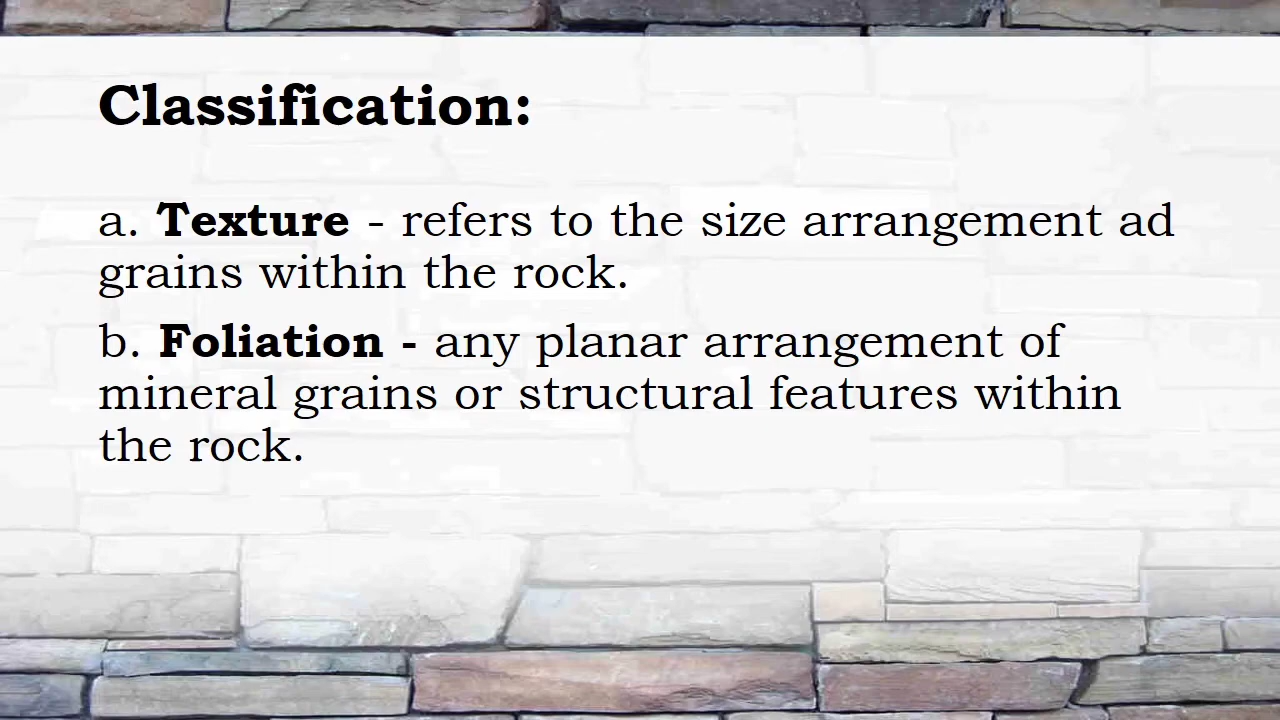 Classification:
a. Texture - refers to the size arrangement ad
grains within the rock.
b. Foliation - any planar arrangement of
mineral grains or structural features within
the rock.